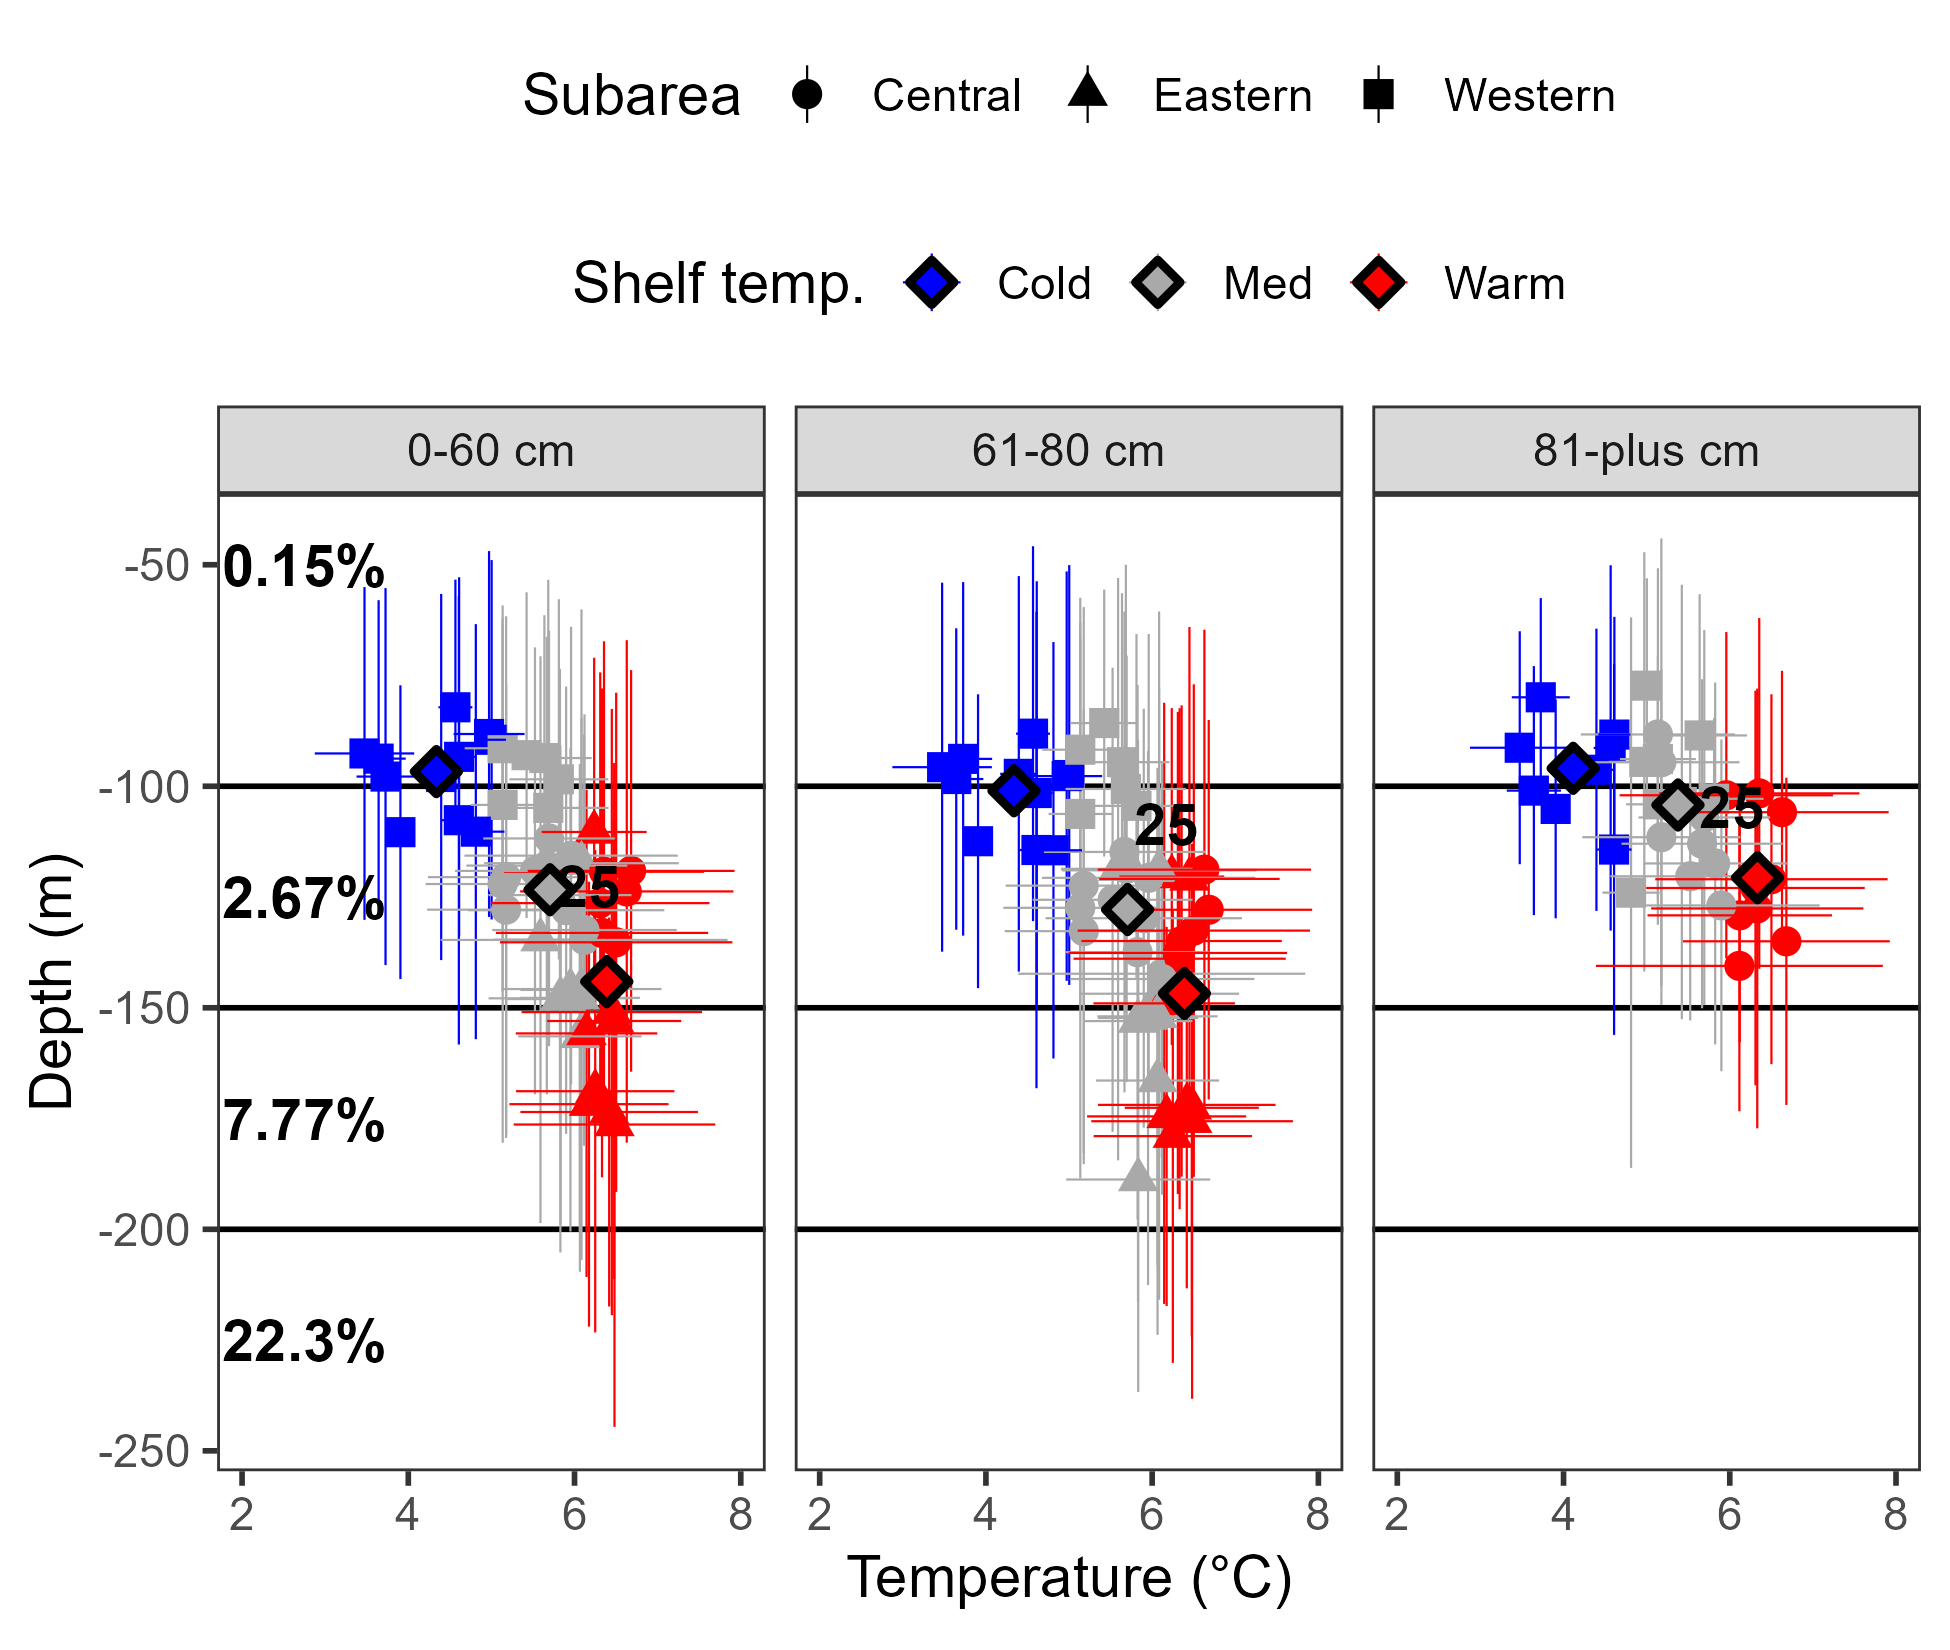 Subarea Central Eastern Western
Shelf temp. Cold Med Warm
0-60 cm 61-80 cm 81-plus cm
-50
-100
-150
-200
-250
Depth (m)
0.15%
2.67%
7.77%
22.3%
25
25
25
2 4 6 8 2 4 6 8 2 4 6 8
Temperature (°C)